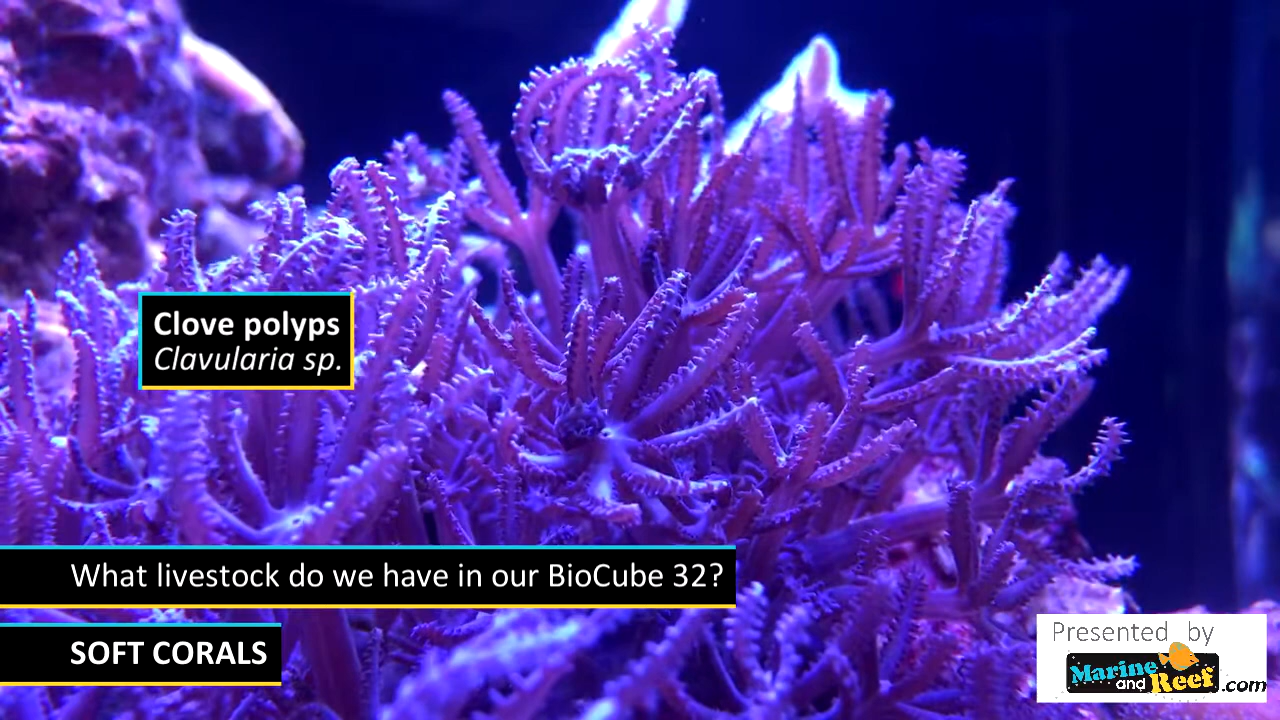 Clove polyps
Clavularia sp.
What livestock do we have in our BioCube 32?
SOFT CORALS
Presented by
Marine
and Reef .com